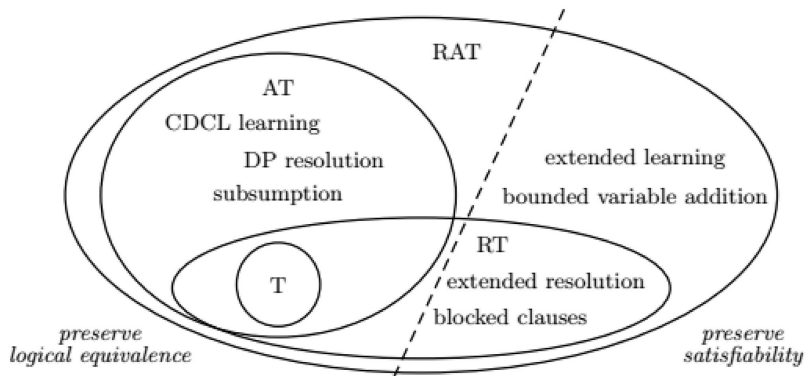 RAT
AT
CDCL learning
DP resolution
extended learning
subsumption
bounded variable addition
RT
T
extended resolution
blocked clauses
preserve
logical equivalence
preserve
satisfiability